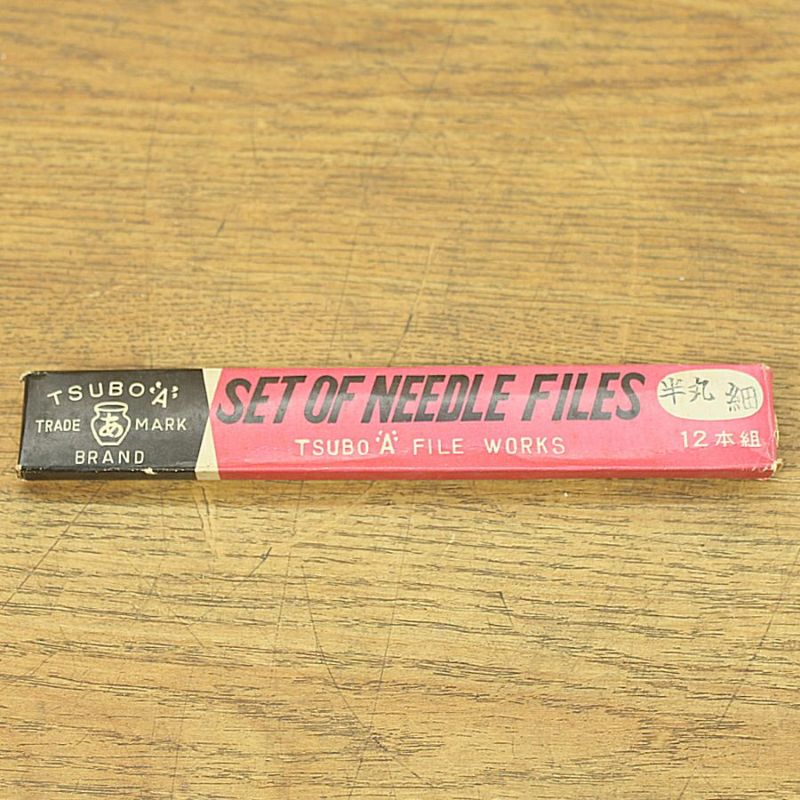 TSUBO "A"
TRADE あ MARK
BRAND
SET OF NEEDLE FILES
TSUBO "A" FILE WORKS
半丸 細
12本組